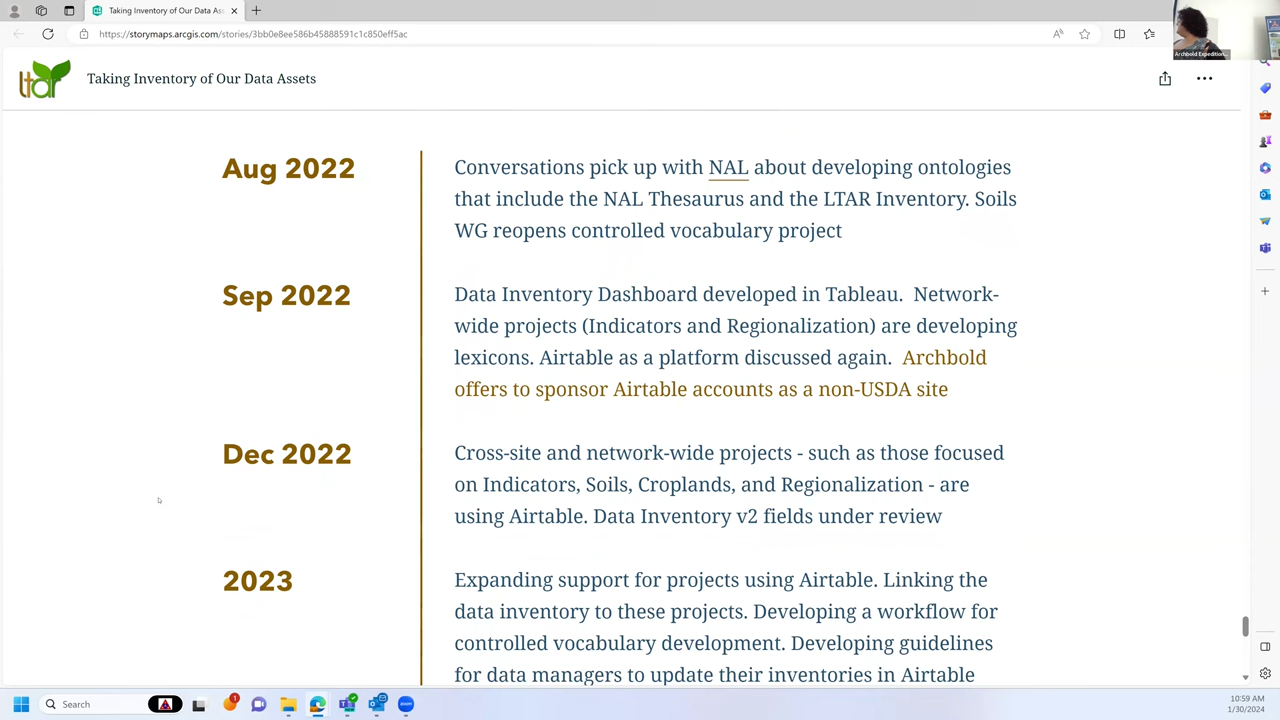 Taking Inventory of Our Data As
https://storymaps.arcgis.com/stories/3bb0e8ee586b45888591c1c850eff5ac
Archbold Expedition...
ltar
Taking Inventory of Our Data Assets
Aug 2022
Conversations pick up with NAL about developing ontologies
that include the NAL Thesaurus and the LTAR Inventory. Soils
WG reopens controlled vocabulary project
Sep 2022
Data Inventory Dashboard developed in Tableau. Network-
wide projects (Indicators and Regionalization) are developing
lexicons. Airtable as a platform discussed again. Archbold
offers to sponsor Airtable accounts as a non-USDA site
Dec 2022
Cross-site and network-wide projects - such as those focused
on Indicators, Soils, Croplands, and Regionalization - are
using Airtable. Data Inventory v2 fields under review
2023
Expanding support for projects using Airtable. Linking the
data inventory to these projects. Developing a workflow for
controlled vocabulary development. Developing guidelines
for data managers to update their inventories in Airtable
Search
1
zoom
10:59 AM
1/30/2024